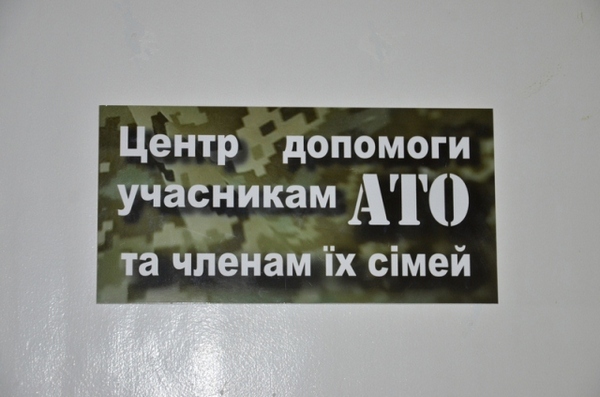 Центр допомоги
учасникам АТО
та членам їх сімей